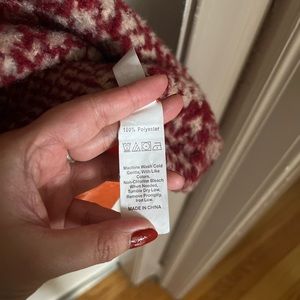 100% Polyester
Machine Wash Cold
Gentle, With Like
Colors.
Non-Chlorine Bleach
When Needed,
Tumble Dry Low.
Remove Promptly,
Iron Low.
MADE IN CHINA